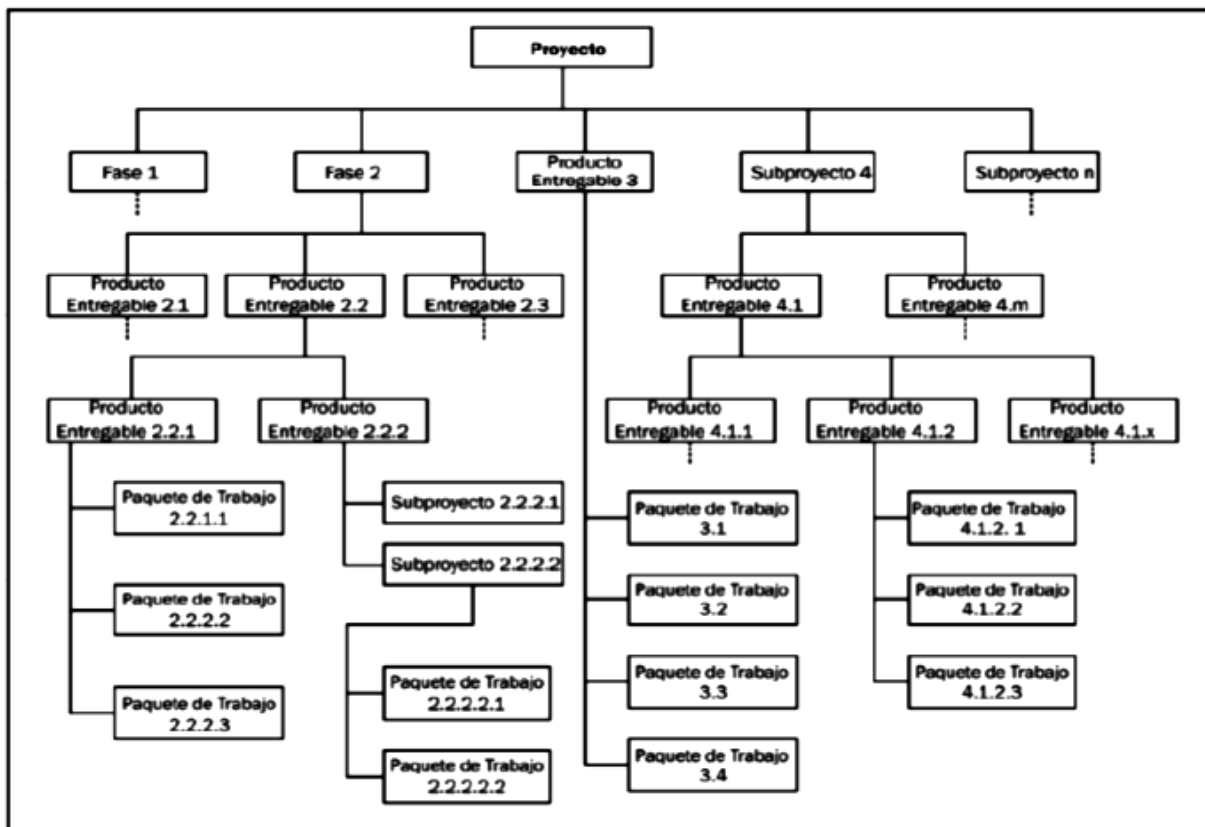 Proyecto
Fase 1
Fase 2
Producto
Entregable 3
Subproyecto 4
Subproyecto n
Producto
Entregable 2.1
Producto
Entregable 2.2
Producto
Entregable 2.3
Producto
Entregable 4.1
Producto
Entregable 4.m
Producto
Entregable 2.2.1
Producto
Entregable 2.2.2
Producto
Entregable 4.1.1
Producto
Entregable 4.1.2
Producto
Entregable 4.1.x
Paquete de Trabajo
2.2.1.1
Paquete de Trabajo
2.2.2.2
Paquete de Trabajo
2.2.2.3
Subproyecto 2.2.2.1
Subproyecto 2.2.2.2
Paquete de Trabajo
2.2.2.2.1
Paquete de Trabajo
2.2.2.2.2
Paquete de Trabajo
3.1
Paquete de Trabajo
3.2
Paquete de Trabajo
3.3
Paquete de Trabajo
3.4
Paquete de Trabajo
4.1.2. 1
Paquete de Trabajo
4.1.2.2
Paquete de Trabajo
4.1.2.3